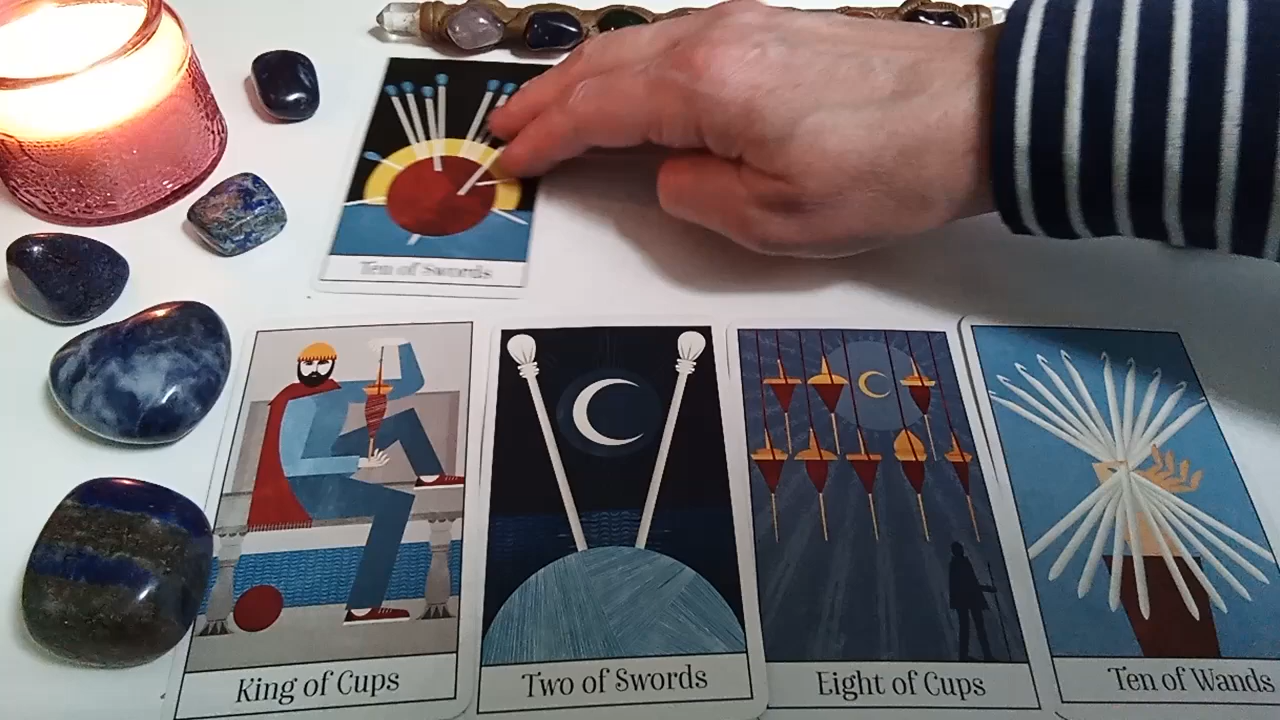 Ten of Swords
King of Cups
Two of Swords
Eight of Cups
Ten of Wands